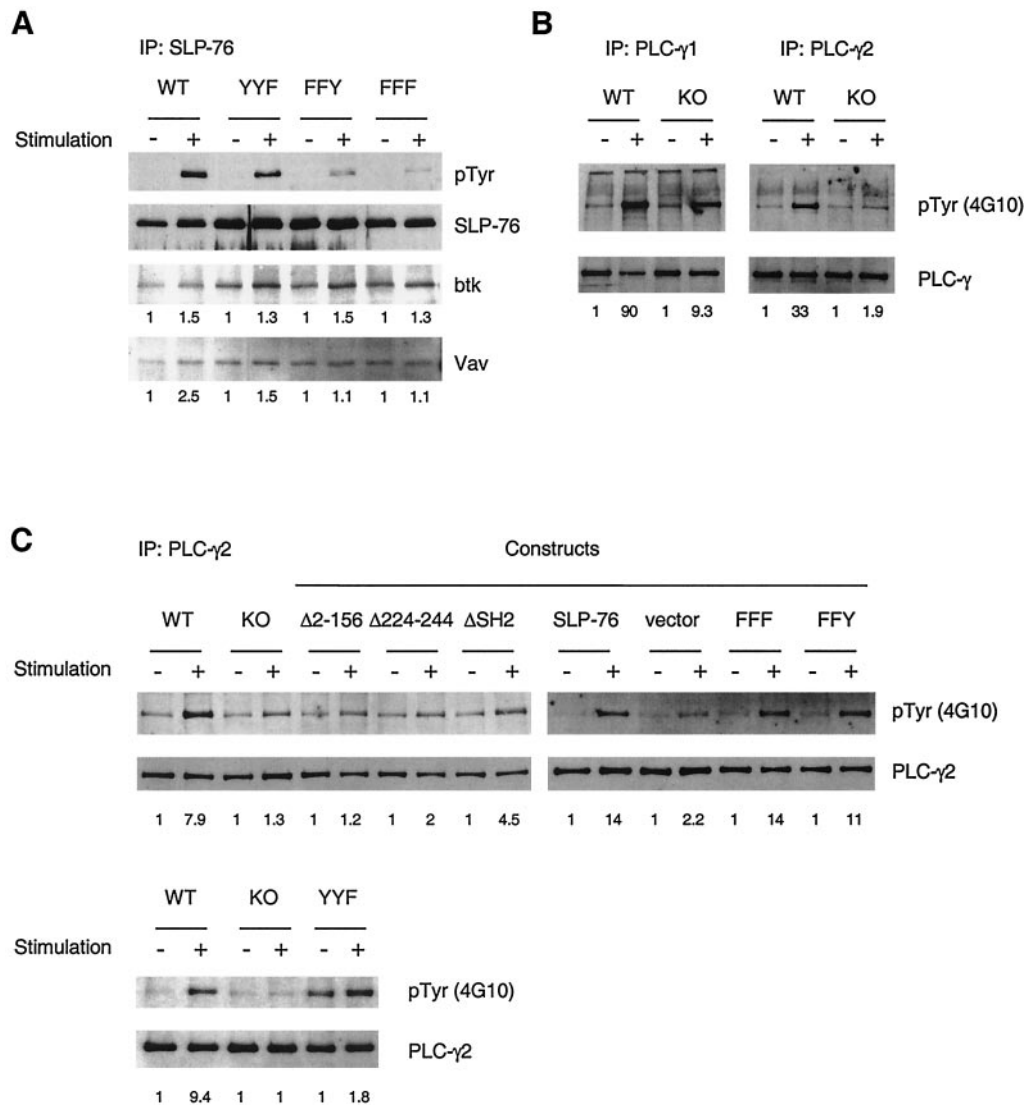 A
IP: SLP-76
WT YYF FFY FFF
Stimulation - + - + - + - +
pTyr
SLP-76
btk
1 1.5 1 1.3 1 1.5 1 1.3
Vav
1 2.5 1 1.5 1 1.1 1 1.1
B
IP: PLC-γ1 IP: PLC-γ2
WT KO WT KO
- + - + - + - +
pTyr (4G10)
PLC-γ
1 90 1 9.3 1 33 1 1.9
C
IP: PLC-γ2 Constructs
WT KO Δ2-156 Δ224-244 ΔSH2 SLP-76 vector FFF FFY
Stimulation - + - + - + - + - + - + - + - + - +
pTyr (4G10)
PLC-γ2
1 7.9 1 1.3 1 1.2 1 2 1 4.5 1 14 1 2.2 1 14 1 11
WT KO YYF
Stimulation - + - + - +
pTyr (4G10)
PLC-γ2
1 9.4 1 1 1 1.8